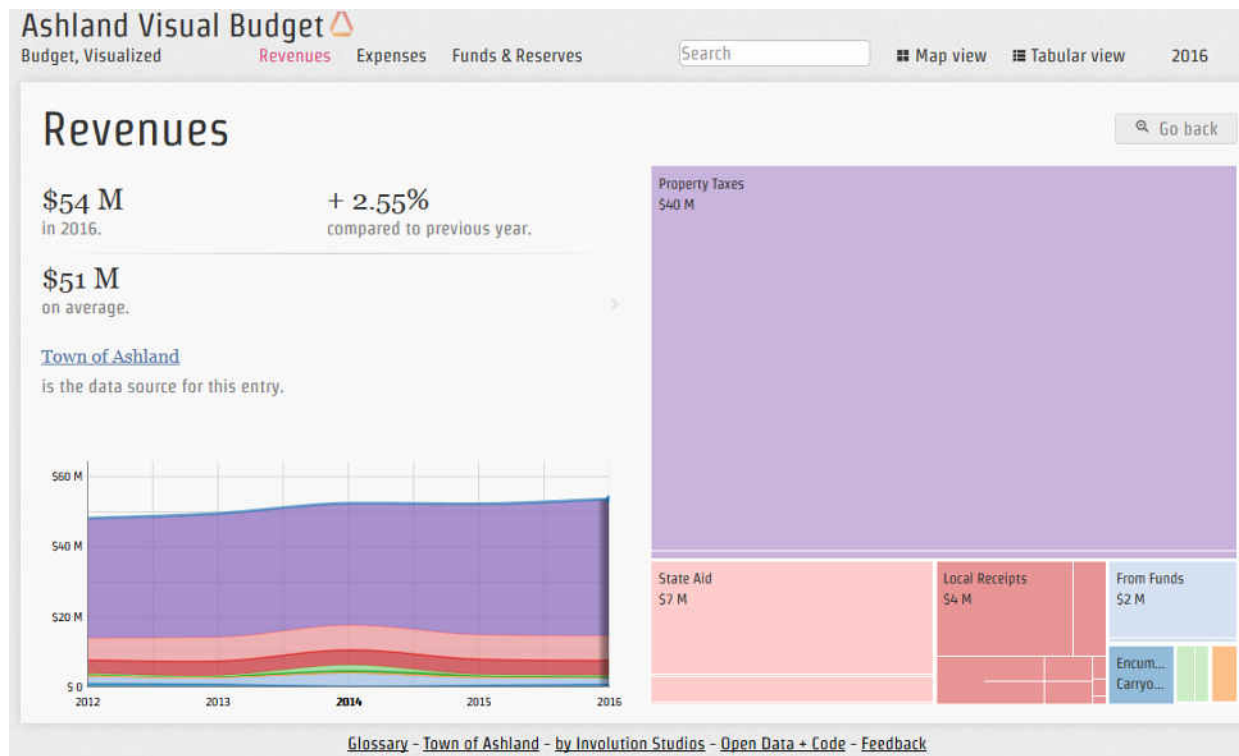 Ashland Visual Budget
Budget, Visualized
Revenues
Expenses
Funds & Reserves
Search
Map view
Tabular view
2016
Revenues
Go back
$54 M
in 2016.
+ 2.55%
compared to previous year.
$51 M
on average.
Town of Ashland
is the data source for this entry.
$60 M
$40 M
$20 M
$0
2012
2013
2014
2015
2016
Property Taxes
$40 M
State Aid
$7 M
Local Receipts
$4 M
From Funds
$2 M
Encum...
Carryo...
Glossary - Town of Ashland - by Involution Studios - Open Data + Code - Feedback